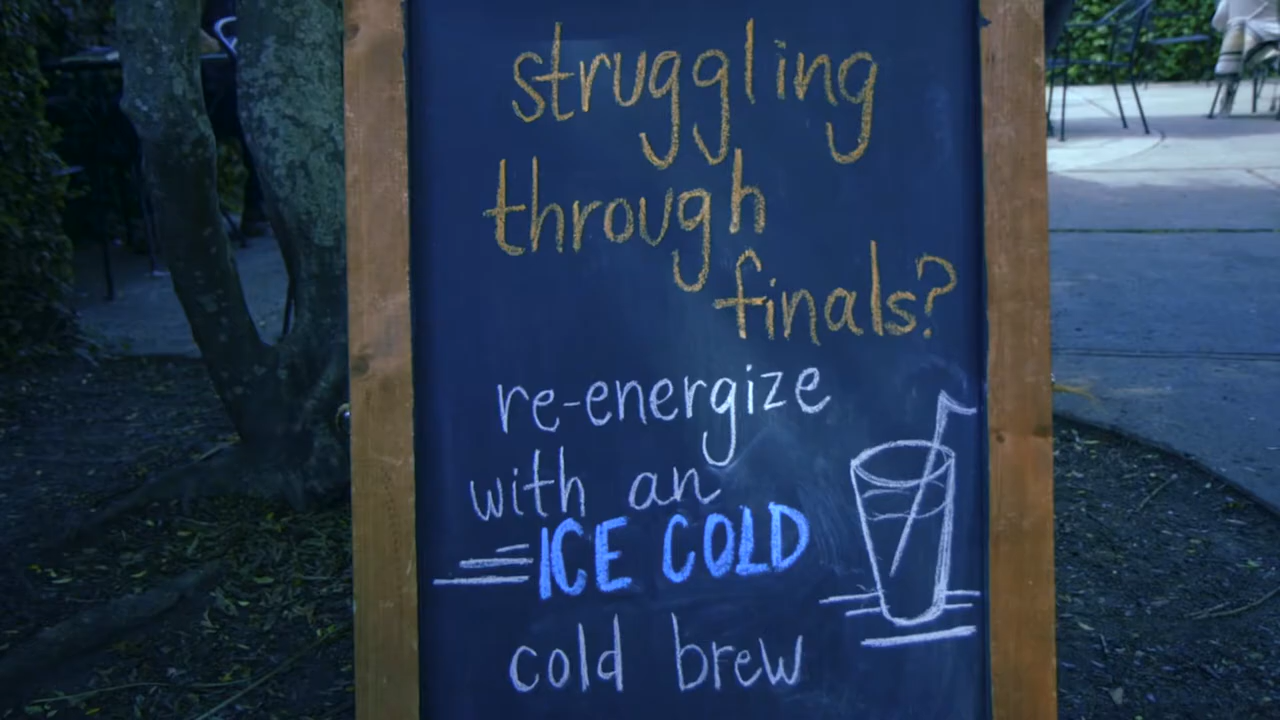 struggling
through
finals?
re-energize
with an
ICE COLD
cold brew